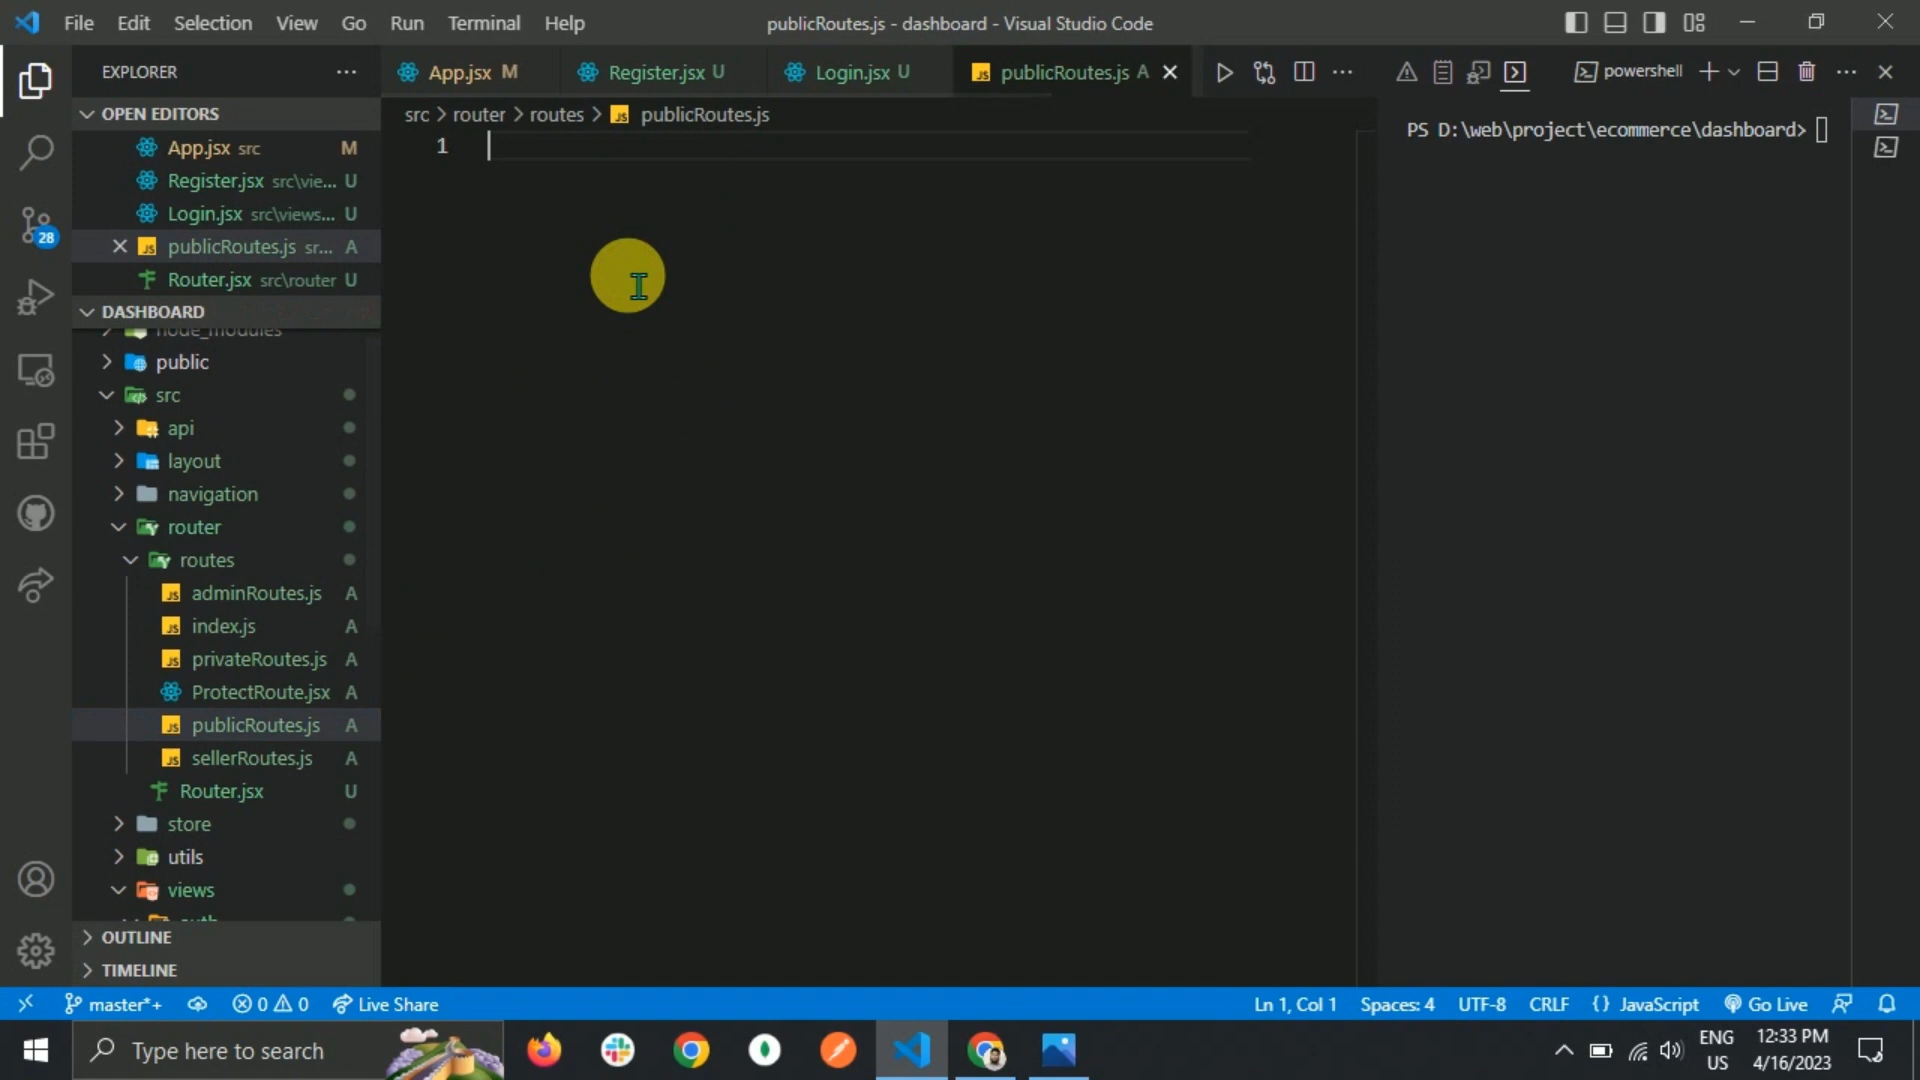 File Edit Selection View Go Run Terminal Help publicRoutes.js - dashboard - Visual Studio Code
EXPLORER
App.jsx M Register.jsx U Login.jsx U publicRoutes.js A powershell
OPEN EDITORS
src > router > routes > publicRoutes.js
1
PS D:\web\project\ecommerce\dashboard>
App.jsx src M
Register.jsx src\vie... U
Login.jsx src\views... U
publicRoutes.js sr... A
Router.jsx src\router U
DASHBOARD
node_modules
public
src
api
layout
navigation
router
routes
adminRoutes.js A
index.js A
privateRoutes.js A
ProtectRoute.jsx A
publicRoutes.js A
sellerRoutes.js A
Router.jsx U
store
utils
views
auth
OUTLINE
TIMELINE
28
master*+ 0 0 Live Share Ln 1, Col 1 Spaces: 4 UTF-8 CRLF {} JavaScript Go Live
Type here to search
ENG
US
12:33 PM
4/16/2023